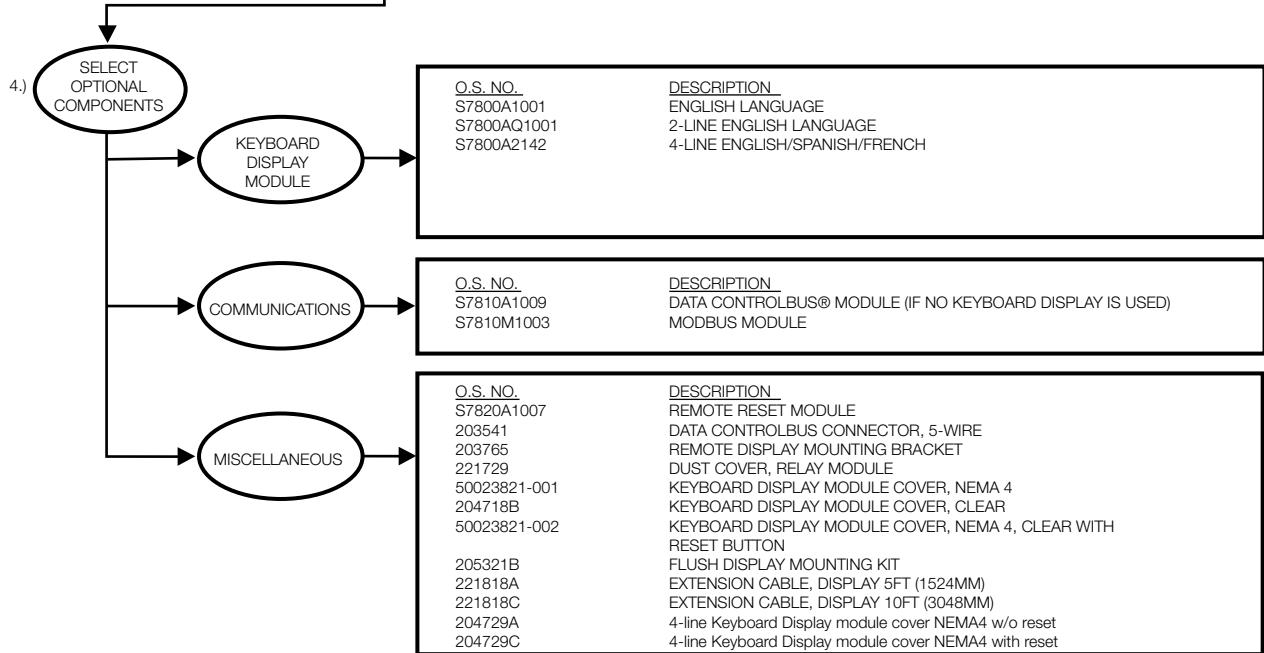 4.)
SELECT
OPTIONAL
COMPONENTS
KEYBOARD
DISPLAY
MODULE
O.S. NO. DESCRIPTION
S7800A1001 ENGLISH LANGUAGE
S7800AQ1001 2-LINE ENGLISH LANGUAGE
S7800A2142 4-LINE ENGLISH/SPANISH/FRENCH
COMMUNICATIONS
O.S. NO. DESCRIPTION
S7810A1009 DATA CONTROLBUS® MODULE (IF NO KEYBOARD DISPLAY IS USED)
S7810M1003 MODBUS MODULE
MISCELLANEOUS
O.S. NO. DESCRIPTION
S7820A1007 REMOTE RESET MODULE
203541 DATA CONTROLBUS CONNECTOR, 5-WIRE
203765 REMOTE DISPLAY MOUNTING BRACKET
221729 DUST COVER, RELAY MODULE
50023821-001 KEYBOARD DISPLAY MODULE COVER, NEMA 4
204718B KEYBOARD DISPLAY MODULE COVER, CLEAR
50023821-002 KEYBOARD DISPLAY MODULE COVER, NEMA 4, CLEAR WITH
RESET BUTTON
205321B FLUSH DISPLAY MOUNTING KIT
221818A EXTENSION CABLE, DISPLAY 5FT (1524MM)
221818C EXTENSION CABLE, DISPLAY 10FT (3048MM)
204729A 4-line Keyboard Display module cover NEMA4 w/o reset
204729C 4-line Keyboard Display module cover NEMA4 with reset